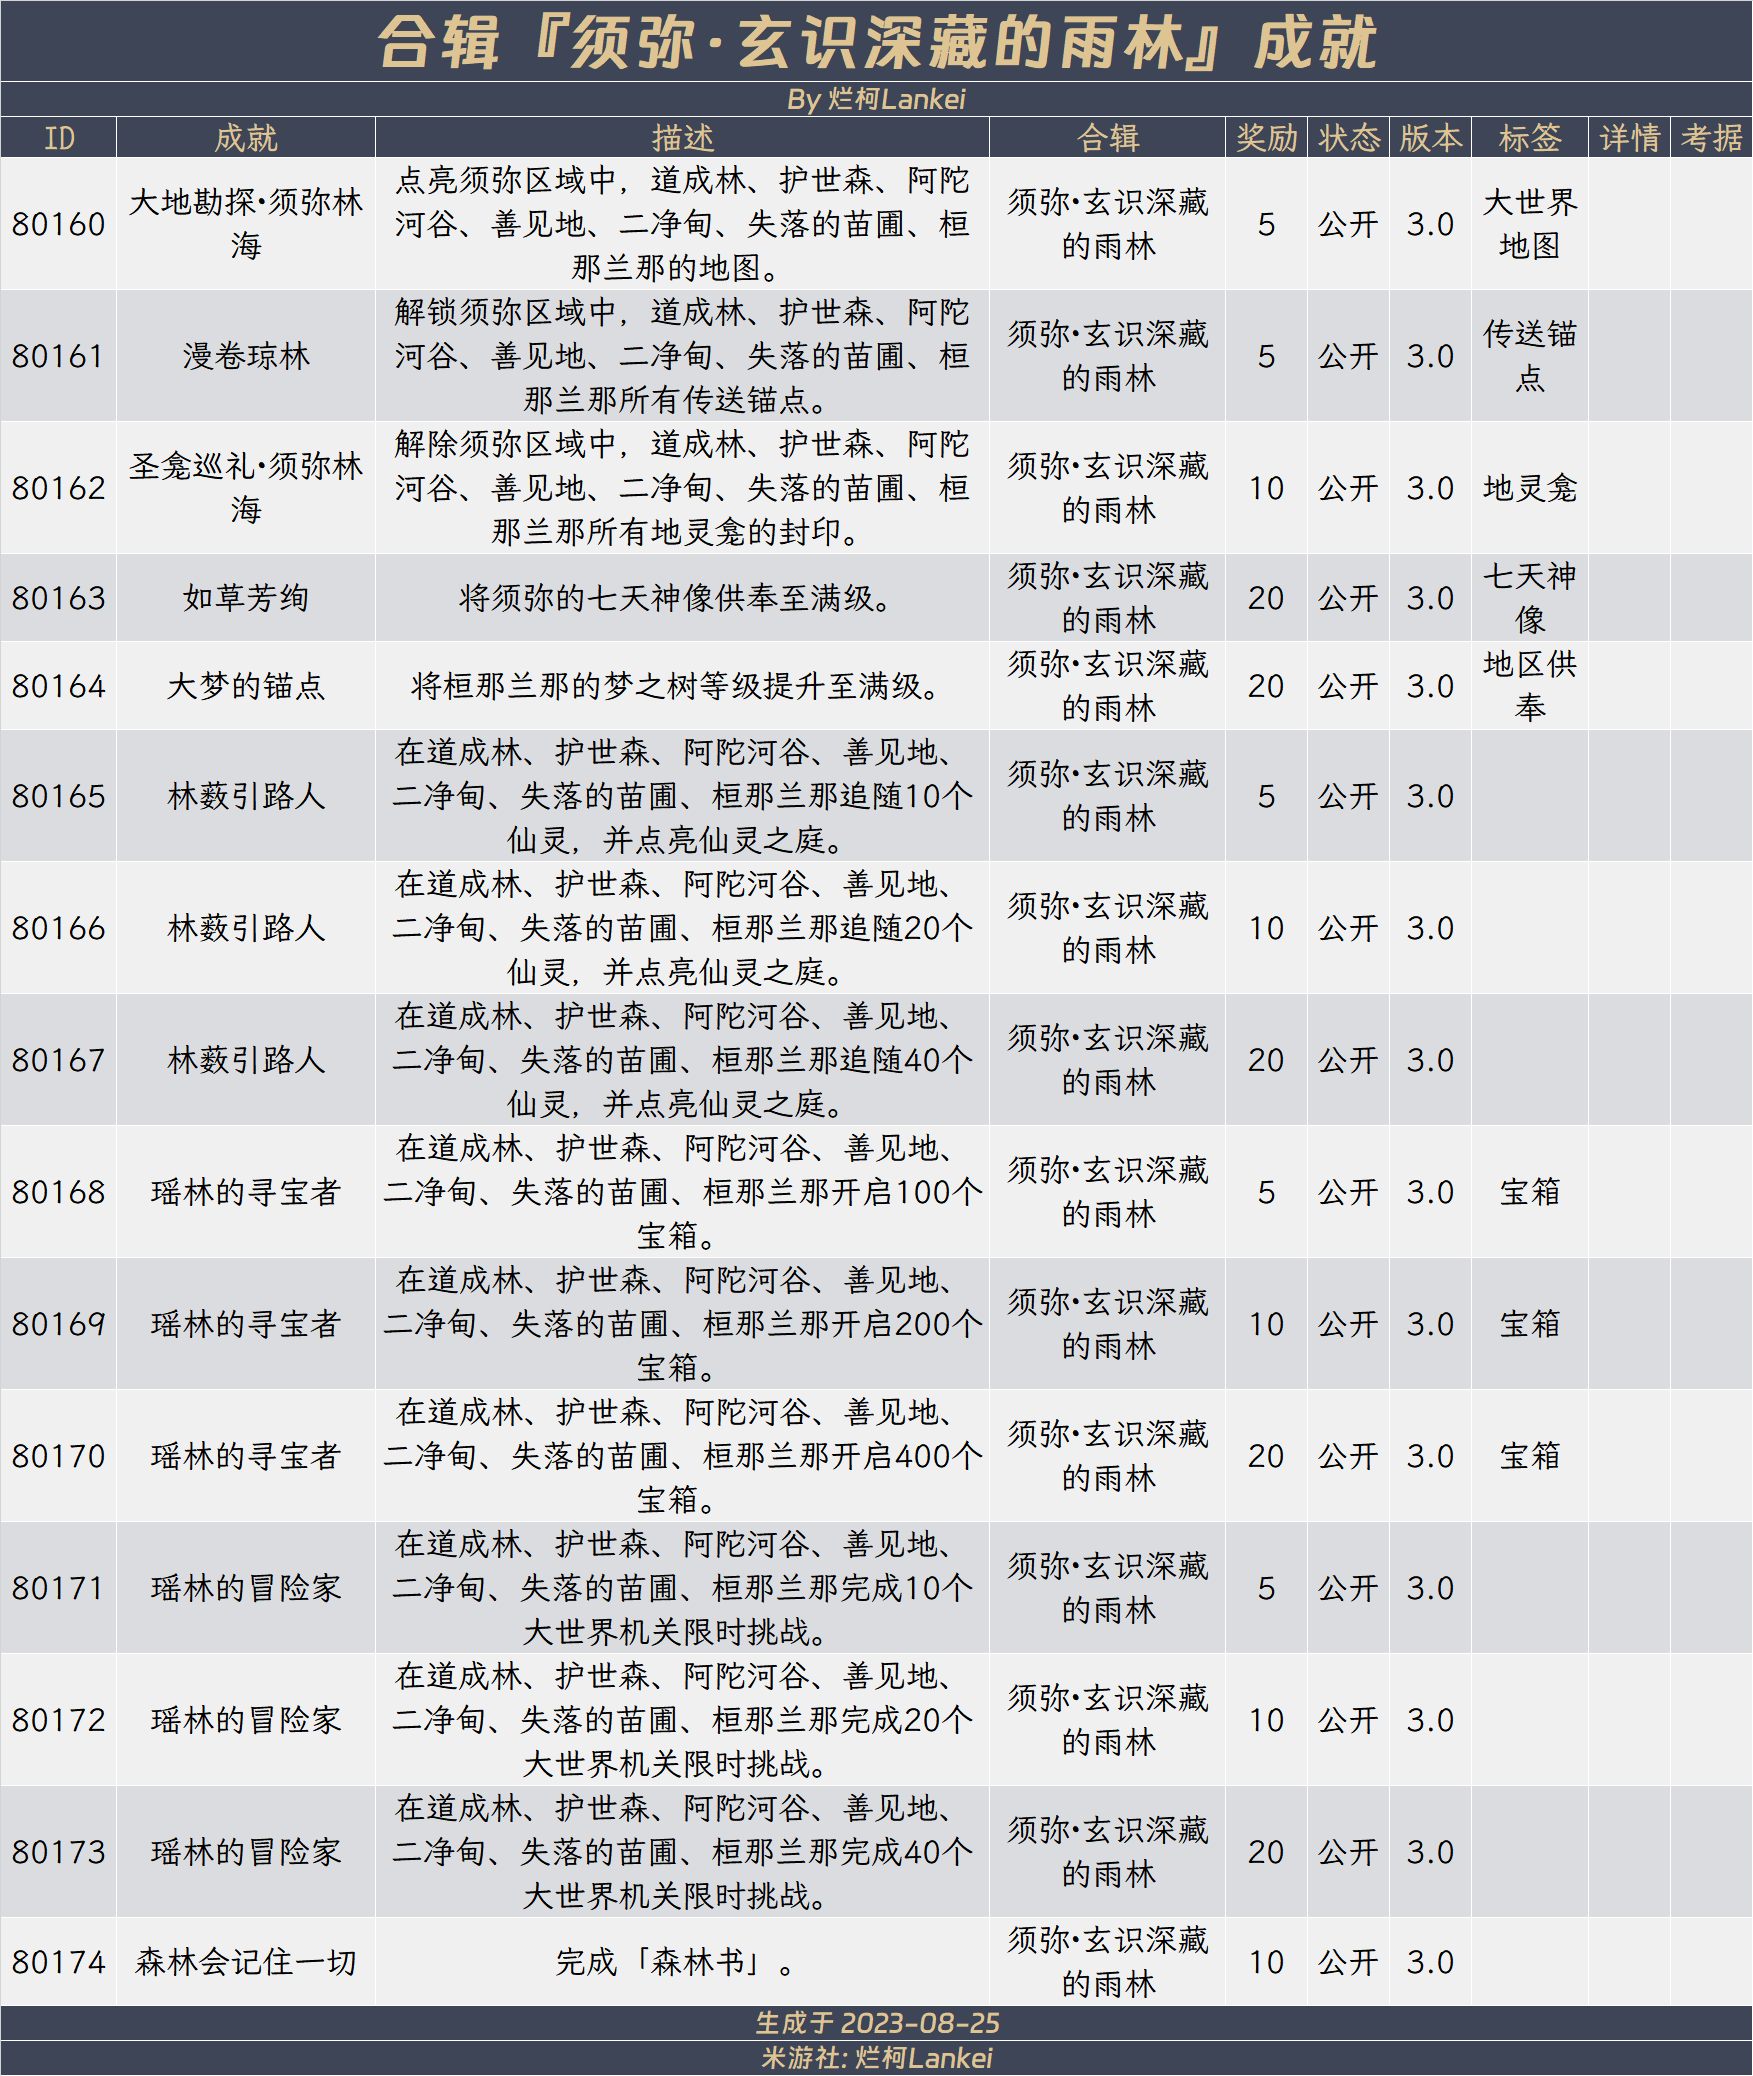 合辑『须弥·玄识深藏的雨林』成就
By 烂柯Lankei
ID 成就 描述 合辑 奖励 状态 版本 标签 详情 考据
80160
大地勘探•须弥林
海
点亮须弥区域中，道成林、护世森、阿陀
河谷、善见地、二净甸、失落的苗圃、桓
那兰那的地图。
须弥•玄识深藏
的雨林
5
公开
3.0
大世界
地图
80161
漫卷琼林
解锁须弥区域中，道成林、护世森、阿陀
河谷、善见地、二净甸、失落的苗圃、桓
那兰那所有传送锚点。
须弥•玄识深藏
的雨林
5
公开
3.0
传送锚
点
80162
圣龛巡礼•须弥林
海
解除须弥区域中，道成林、护世森、阿陀
河谷、善见地、二净甸、失落的苗圃、桓
那兰那所有地灵龛的封印。
须弥•玄识深藏
的雨林
10
公开
3.0
地灵龛
80163
如草芳绚
将须弥的七天神像供奉至满级。
须弥•玄识深藏
的雨林
20
公开
3.0
七天神
像
80164
大梦的锚点
将桓那兰那的梦之树等级提升至满级。
须弥•玄识深藏
的雨林
20
公开
3.0
地区供
奉
80165
林薮引路人
在道成林、护世森、阿陀河谷、善见地、
二净甸、失落的苗圃、桓那兰那追随10个
仙灵，并点亮仙灵之庭。
须弥•玄识深藏
的雨林
5
公开
3.0
80166
林薮引路人
在道成林、护世森、阿陀河谷、善见地、
二净甸、失落的苗圃、桓那兰那追随20个
仙灵，并点亮仙灵之庭。
须弥•玄识深藏
的雨林
10
公开
3.0
80167
林薮引路人
在道成林、护世森、阿陀河谷、善见地、
二净甸、失落的苗圃、桓那兰那追随40个
仙灵，并点亮仙灵之庭。
须弥•玄识深藏
的雨林
20
公开
3.0
80168
瑶林的寻宝者
在道成林、护世森、阿陀河谷、善见地、
二净甸、失落的苗圃、桓那兰那开启100个
宝箱。
须弥•玄识深藏
的雨林
5
公开
3.0
宝箱
80169
瑶林的寻宝者
在道成林、护世森、阿陀河谷、善见地、
二净甸、失落的苗圃、桓那兰那开启200个
宝箱。
须弥•玄识深藏
的雨林
10
公开
3.0
宝箱
80170
瑶林的寻宝者
在道成林、护世森、阿陀河谷、善见地、
二净甸、失落的苗圃、桓那兰那开启400个
宝箱。
须弥•玄识深藏
的雨林
20
公开
3.0
宝箱
80171
瑶林的冒险家
在道成林、护世森、阿陀河谷、善见地、
二净甸、失落的苗圃、桓那兰那完成10个
大世界机关限时挑战。
须弥•玄识深藏
的雨林
5
公开
3.0
80172
瑶林的冒险家
在道成林、护世森、阿陀河谷、善见地、
二净甸、失落的苗圃、桓那兰那完成20个
大世界机关限时挑战。
须弥•玄识深藏
的雨林
10
公开
3.0
80173
瑶林的冒险家
在道成林、护世森、阿陀河谷、善见地、
二净甸、失落的苗圃、桓那兰那完成40个
大世界机关限时挑战。
须弥•玄识深藏
的雨林
20
公开
3.0
80174
森林会记住一切
完成「森林书」。
须弥•玄识深藏
的雨林
10
公开
3.0
生成于 2023-08-25
米游社: 烂柯Lankei